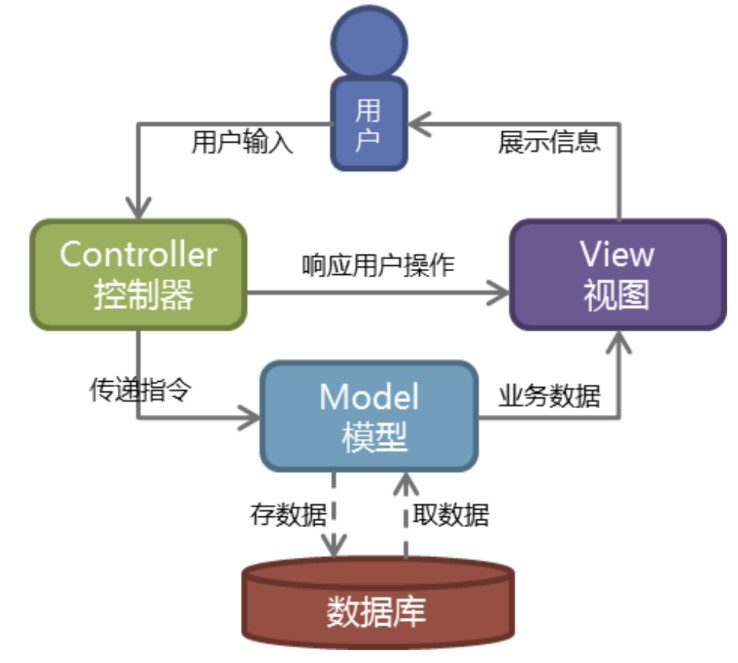 用
户
用户输入
展示信息
Controller
控制器
响应用户操作
View
视图
传递指令
Model
模型
业务数据
存数据
取数据
数据库